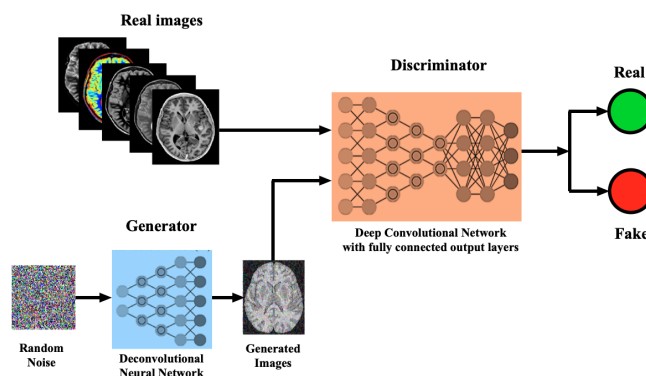 Real images
Discriminator
Real
Fake
Deep Convolutional Network
with fully connected output layers
Generator
Random
Noise
Deconvolutional
Neural Network
Generated
Images